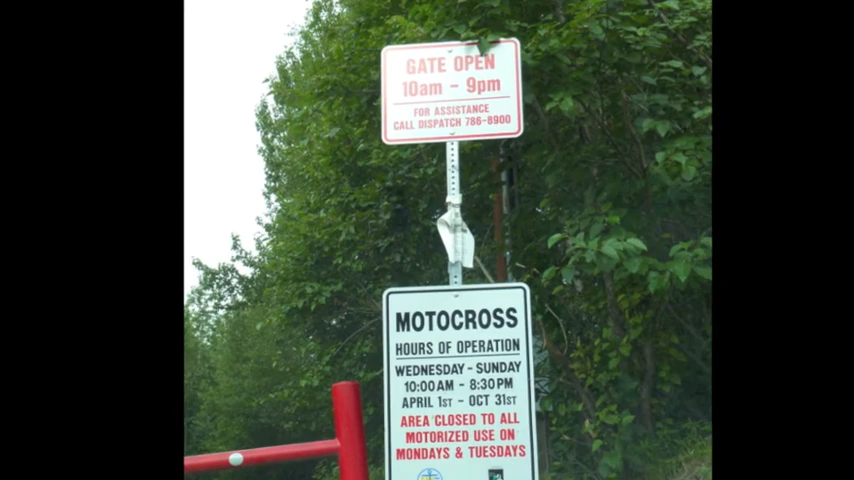 GATE OPEN
10am - 9pm
FOR ASSISTANCE
CALL DISPATCH 786-8900
MOTOCROSS
HOURS OF OPERATION
WEDNESDAY - SUNDAY
10:00AM - 8:30PM
APRIL 1ST - OCT 31ST
AREA CLOSED TO ALL
MOTORIZED USE ON
MONDAYS & TUESDAYS